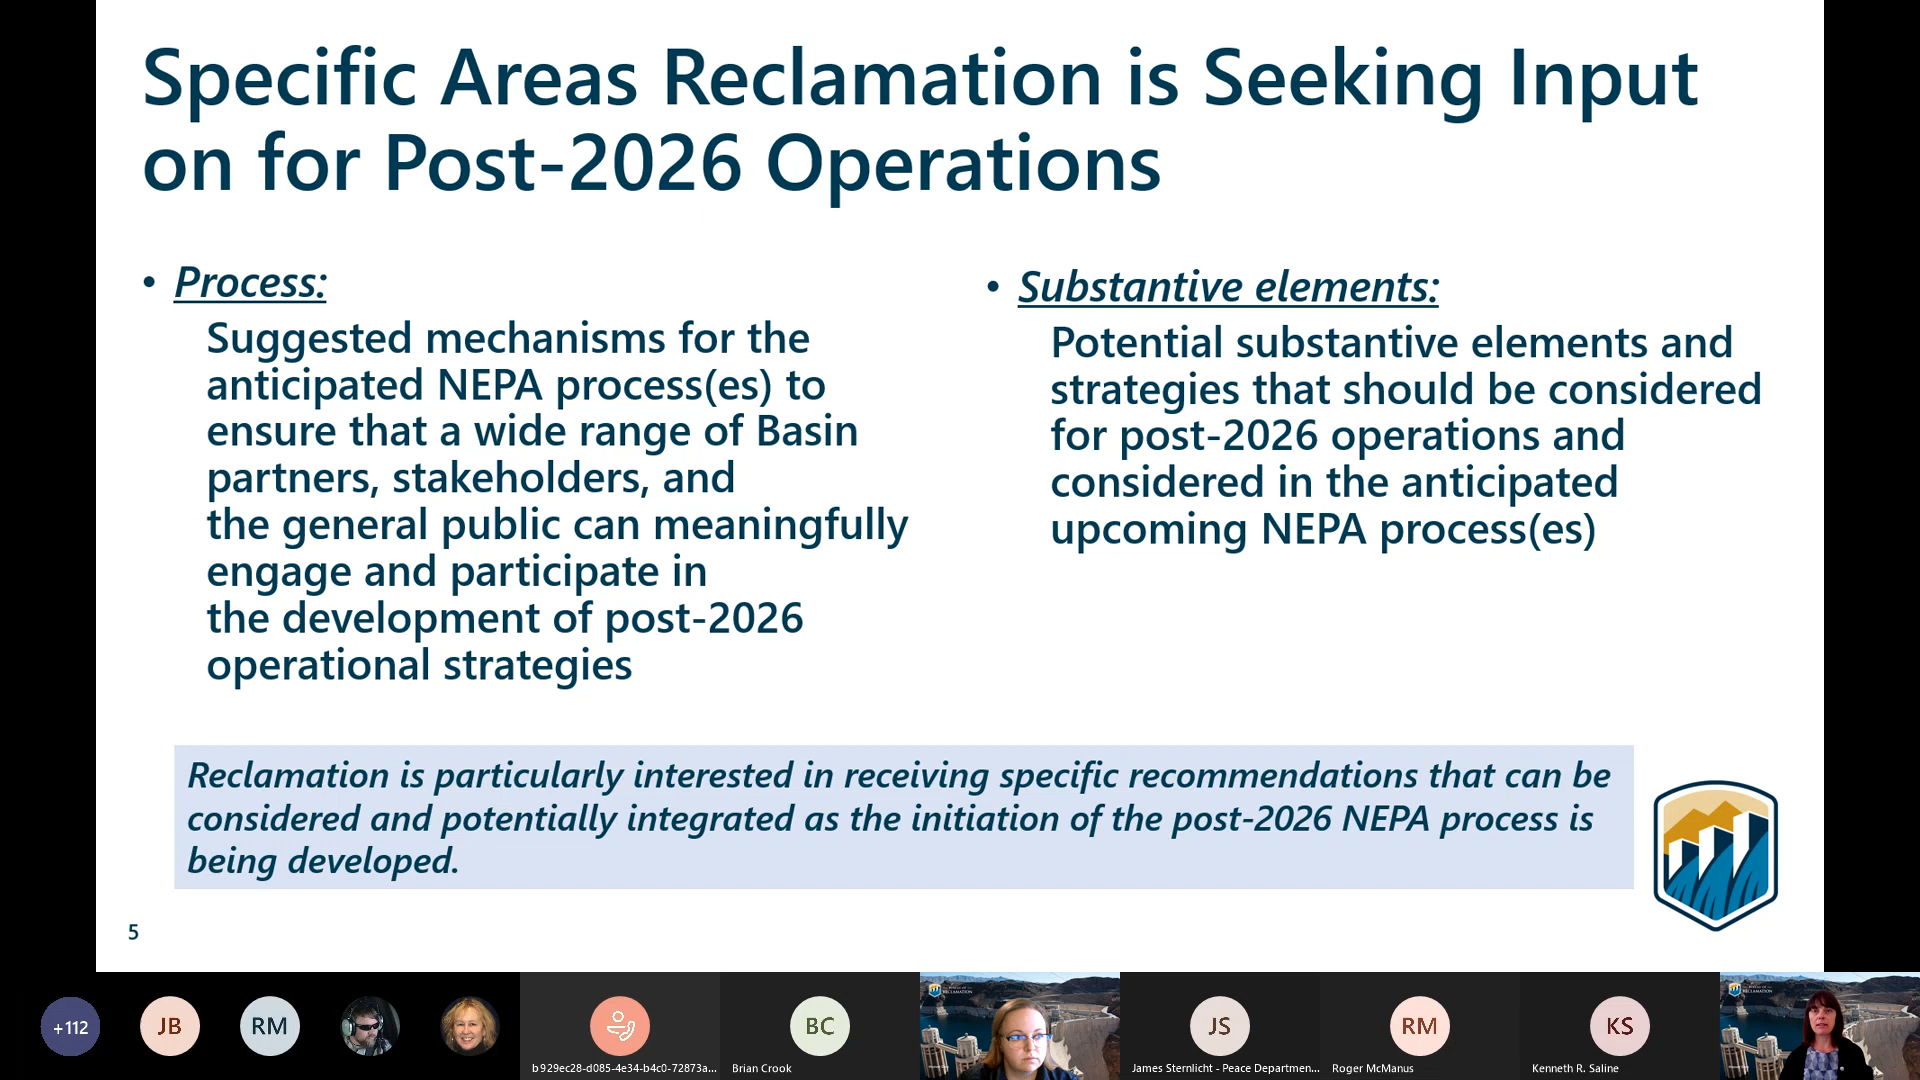 Specific Areas Reclamation is Seeking Input
on for Post-2026 Operations
• Process:
Suggested mechanisms for the
anticipated NEPA process(es) to
ensure that a wide range of Basin
partners, stakeholders, and
the general public can meaningfully
engage and participate in
the development of post-2026
operational strategies
• Substantive elements:
Potential substantive elements and
strategies that should be considered
for post-2026 operations and
considered in the anticipated
upcoming NEPA process(es)
Reclamation is particularly interested in receiving specific recommendations that can be
considered and potentially integrated as the initiation of the post-2026 NEPA process is
being developed.
5
+112
JB
RM
b929ec28-d085-4e34-b4c0-72873a...
BC
Brian Crook
RECLAMATION
JS
James Sternlicht - Peace Departmen...
RM
Roger McManus
KS
Kenneth R. Saline
RECLAMATION